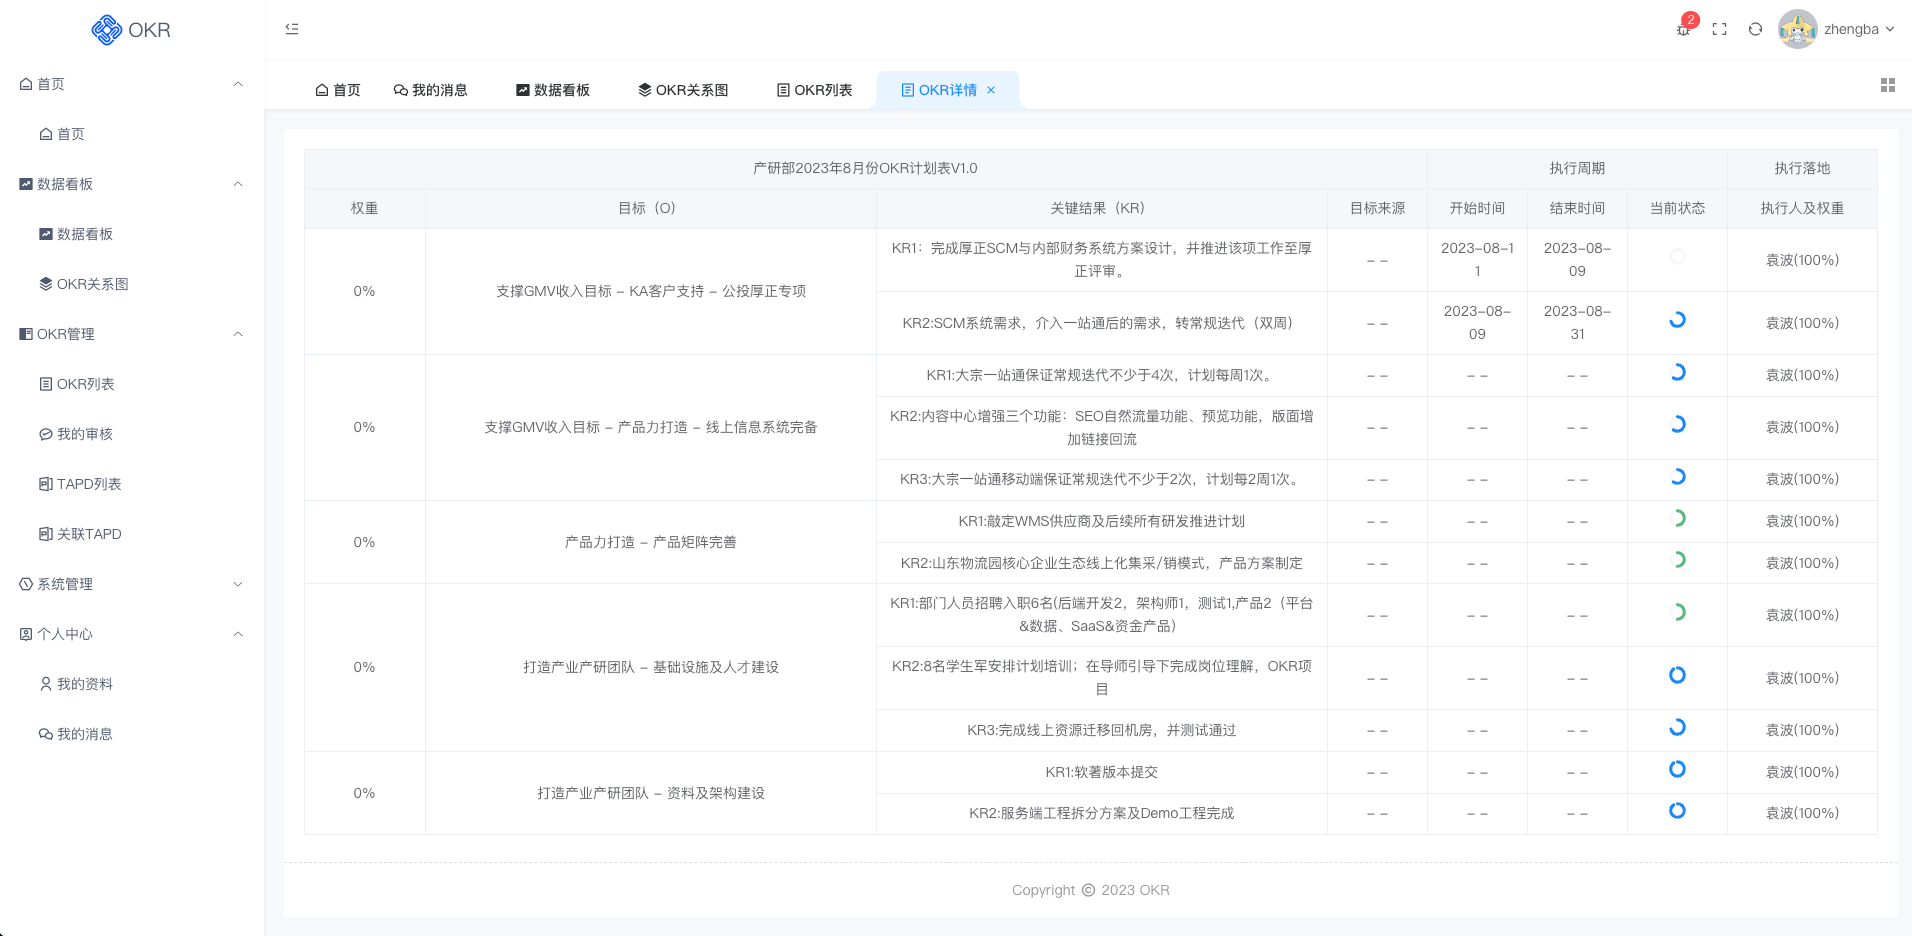 OKR
首页
首页
数据看板
数据看板
OKR关系图
OKR管理
OKR列表
我的审核
TAPD列表
关联TAPD
系统管理
个人中心
我的资料
我的消息
2
zhengba
首页 我的消息 数据看板 OKR关系图 OKR列表 OKR详情 ×
产研部2023年8月份OKR计划表V1.0 执行周期 执行落地
权重 目标（O） 关键结果（KR） 目标来源 开始时间 结束时间 当前状态 执行人及权重
0%
支撑GMV收入目标 – KA客户支持 – 公投厚正专项
KR1：完成厚正SCM与内部财务系统方案设计，并推进该项工作至厚
正评审。
– –
2023–08–1
1
2023–08–
09
袁波(100%)
KR2:SCM系统需求，介入一站通后的需求，转常规迭代（双周）
– –
2023–08–
09
2023–08–
31
袁波(100%)
0%
支撑GMV收入目标 – 产品力打造 – 线上信息系统完备
KR1:大宗一站通保证常规迭代不少于4次，计划每周1次。
– – – – – – 袁波(100%)
KR2:内容中心增强三个功能：SEO自然流量功能、预览功能，版面增
加链接回流
– – – – – – 袁波(100%)
KR3:大宗一站通移动端保证常规迭代不少于2次，计划每2周1次。
– – – – – – 袁波(100%)
0%
产品力打造 – 产品矩阵完善
KR1:敲定WMS供应商及后续所有研发推进计划
– – – – – – 袁波(100%)
KR2:山东物流园核心企业生态线上化集采/销模式，产品方案制定
– – – – – – 袁波(100%)
0%
打造产业产研团队 – 基础设施及人才建设
KR1:部门人员招聘入职6名(后端开发2，架构师1，测试1,产品2（平台
&数据、SaaS&资金产品）
– – – – – – 袁波(100%)
KR2:8名学生军安排计划培训；在导师引导下完成岗位理解，OKR项
目
– – – – – – 袁波(100%)
KR3:完成线上资源迁移回机房，并测试通过
– – – – – – 袁波(100%)
0%
打造产业产研团队 – 资料及架构建设
KR1:软著版本提交
– – – – – – 袁波(100%)
KR2:服务端工程拆分方案及Demo工程完成
– – – – – – 袁波(100%)
Copyright © 2023 OKR